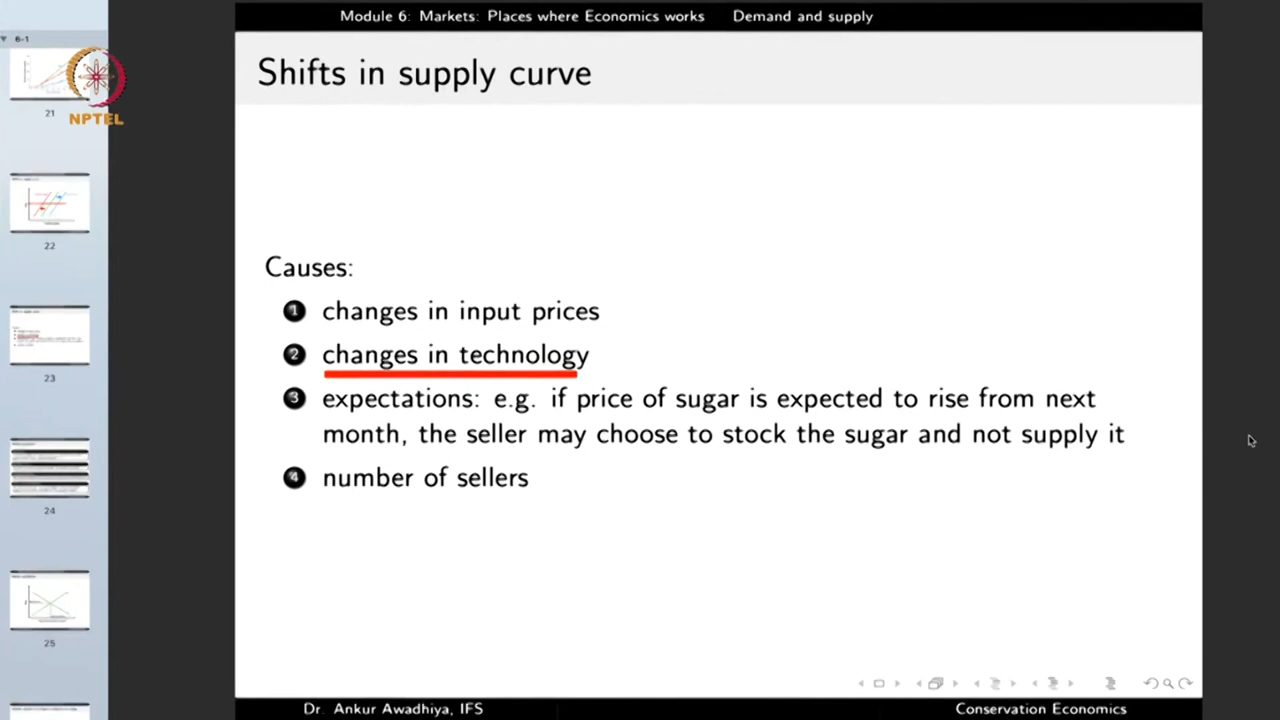 Module 6: Markets: Places where Economics works Demand and supply
6-1
Shifts in supply curve
NPTEL
21
22
23
24
25
Causes:
1 changes in input prices
2 changes in technology
3 expectations: e.g. if price of sugar is expected to rise from next
month, the seller may choose to stock the sugar and not supply it
4 number of sellers
Dr. Ankur Awadhiya, IFS Conservation Economics